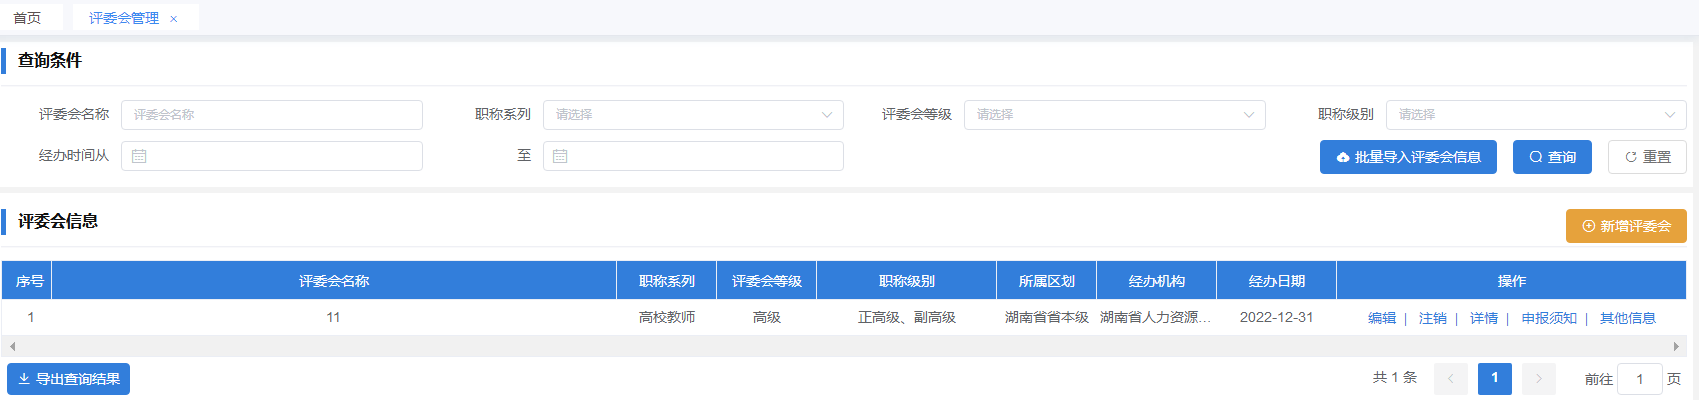 首页 评委会管理 ×
查询条件
评委会名称 评委会名称 职称系列 请选择 评委会等级 请选择 职称级别 请选择
经办时间从 至 批量导入评委会信息 查询 重置
评委会信息 新增评委会
序号 评委会名称 职称系列 评委会等级 职称级别 所属区划 经办机构 经办日期 操作
1 11 高校教师 高级 正高级、副高级 湖南省省本级 湖南省人力资源... 2022-12-31 编辑 | 注销 | 详情 | 申报须知 | 其他信息
导出查询结果 共 1 条 1 前往 1 页